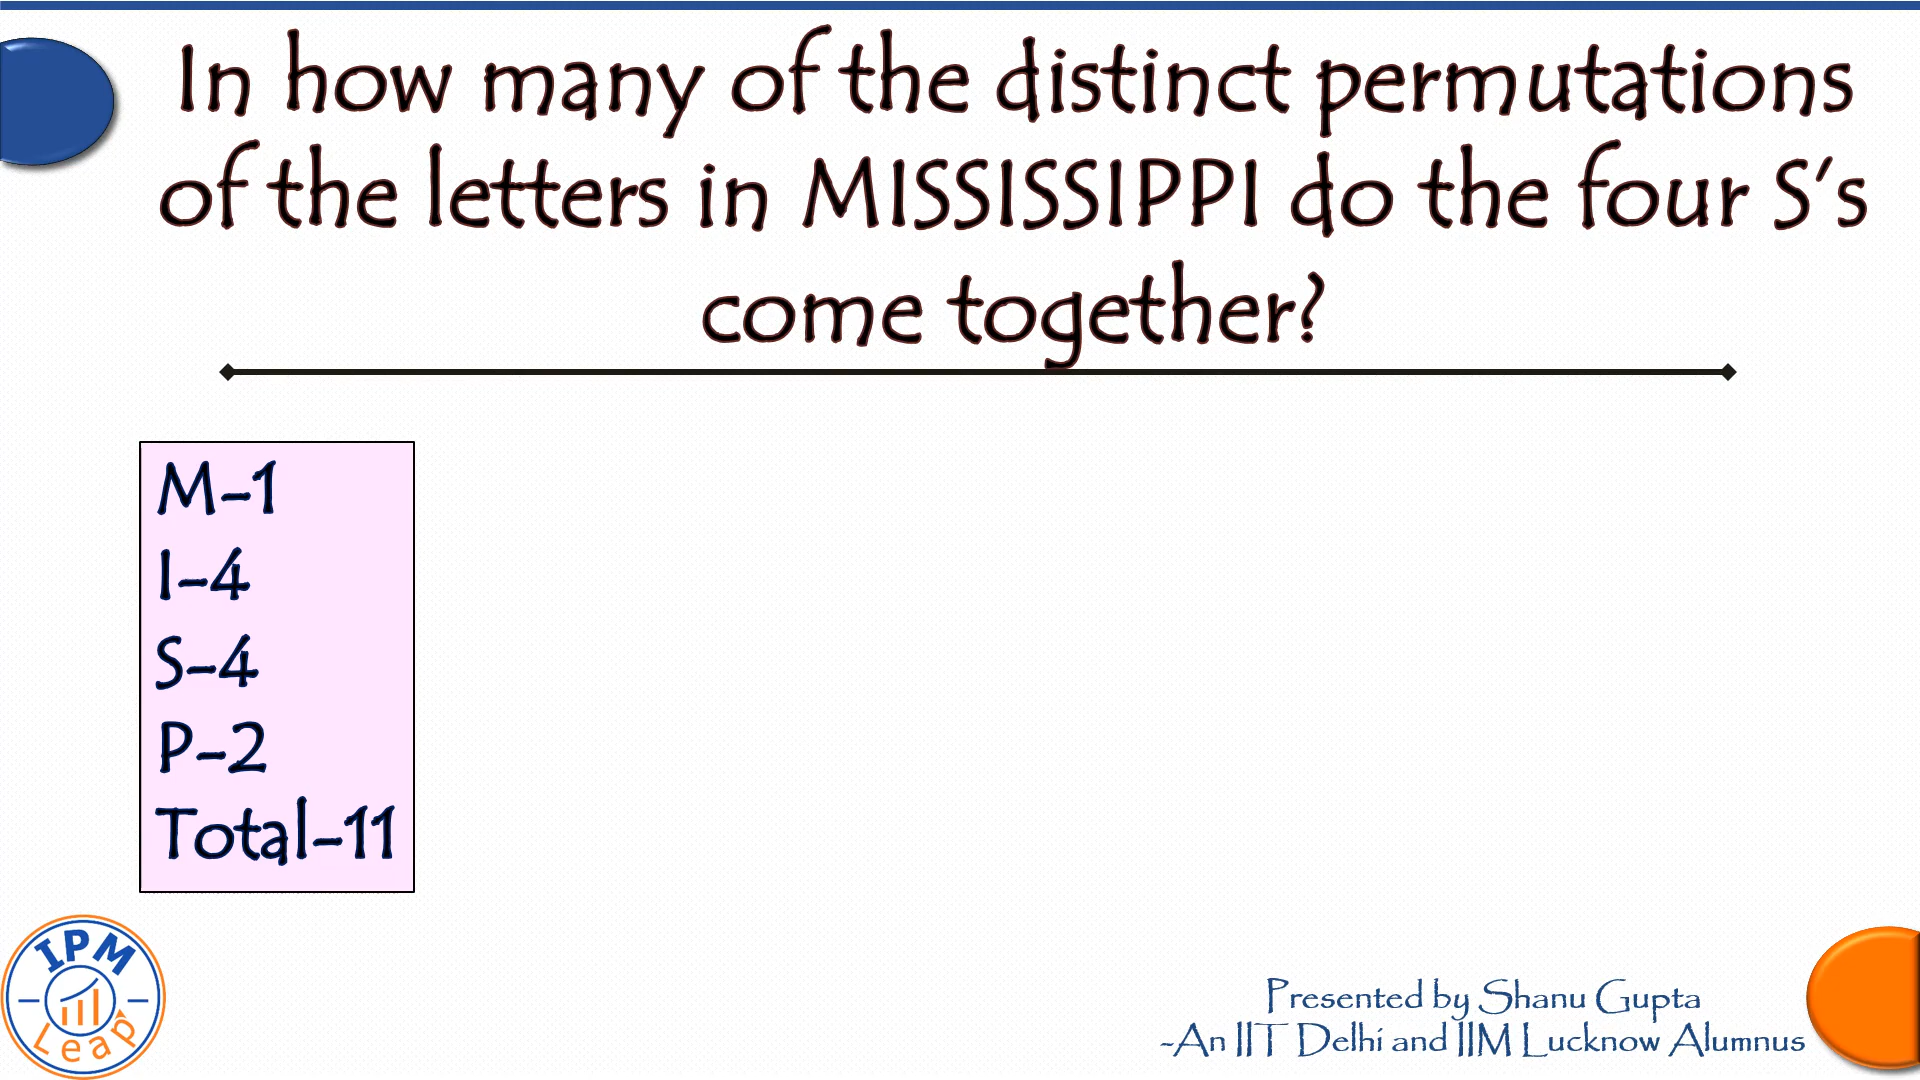 In how many of the distinct permutations
of the letters in MISSISSIPPI do the four S's
come together?
M-1
I-4
S-4
P-2
Total-11
IPM
Leap
Presented by Shanu Gupta
-An IIT Delhi and IIM Lucknow Alumnus